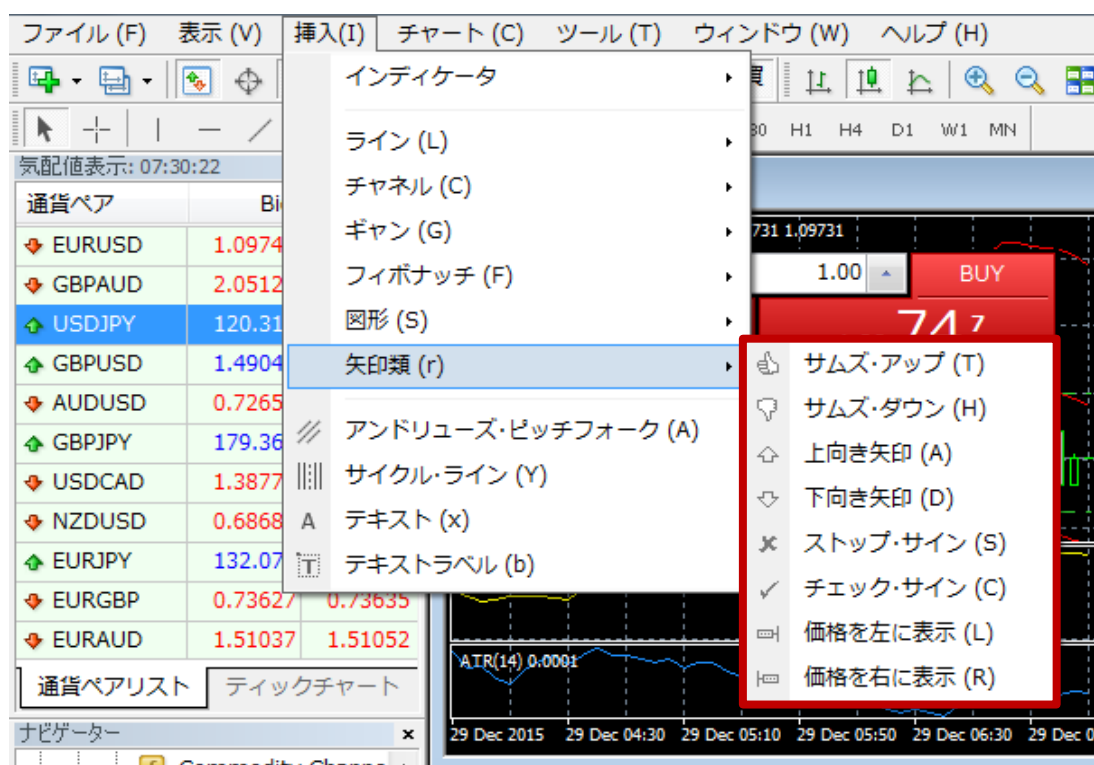 ファイル (F) 表示 (V) 挿入(I) チャート (C) ツール (T) ウィンドウ (W) ヘルプ (H)
インディケータ
ライン (L)
H1 H4 D1 W1 MN
気配値表示: 07:30:22
チャネル (C)
通貨ペア
ギャン (G)
731 1.09731
EURUSD 1.0974
フィボナッチ (F)
1.00 BUY
GBPAUD 2.0512
図形 (S)
74 7
USDJPY 120.31
矢印類 (r)
サムズ・アップ (T)
GBPUSD 1.4904
サムズ・ダウン (H)
AUDUSD 0.7265
アンドリューズ・ピッチフォーク (A)
上向き矢印 (A)
GBPJPY 179.36
サイクル・ライン (Y)
下向き矢印 (D)
USDCAD 1.3877
A テキスト (x)
ストップ・サイン (S)
NZDUSD 0.6868
T テキストラベル (b)
チェック・サイン (C)
EURJPY 132.07
EURGBP 0.73627 0.73635
価格を左に表示 (L)
EURAUD 1.51037 1.51052
ATR(14) 0.0001
価格を右に表示 (R)
通貨ペアリスト ティックチャート
ナビゲーター
29 Dec 2015 29 Dec 04:30 29 Dec 05:10 29 Dec 05:50 29 Dec 06:30 29 Dec